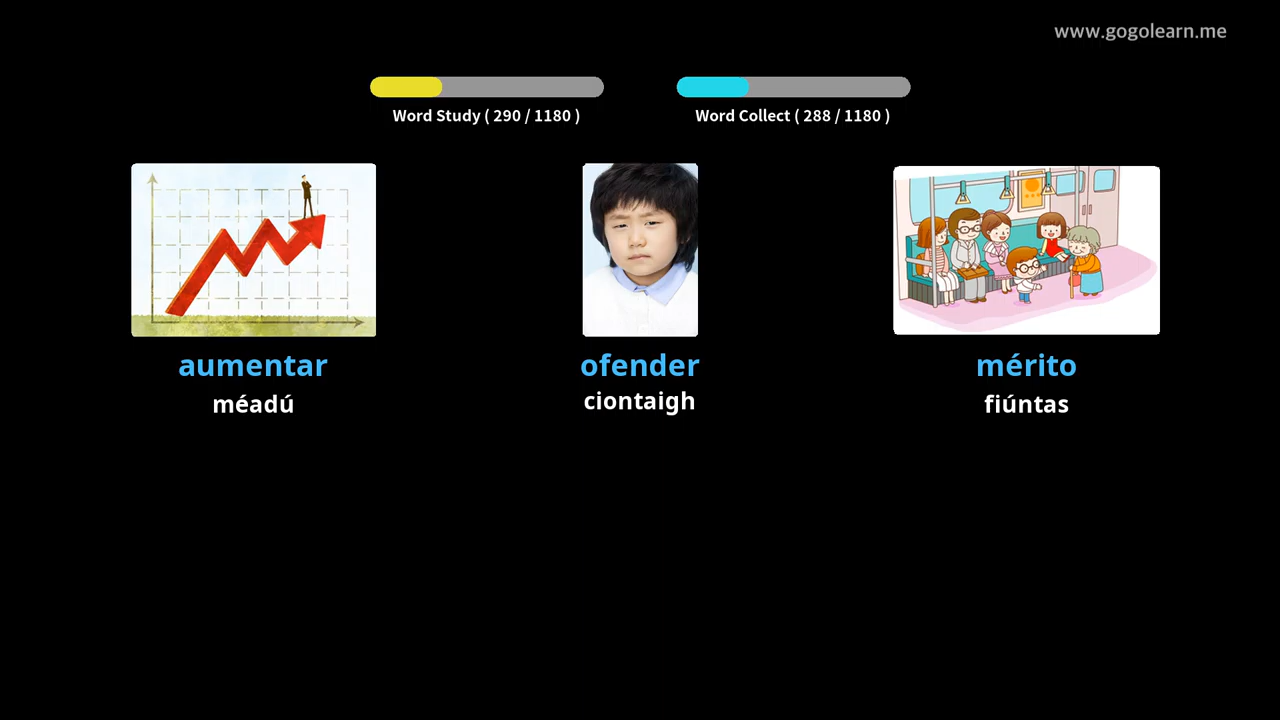 www.gogolearn.me
Word Study ( 290 / 1180 )
Word Collect ( 288 / 1180 )
aumentar
méadú
ofender
ciontaigh
mérito
fiúntas